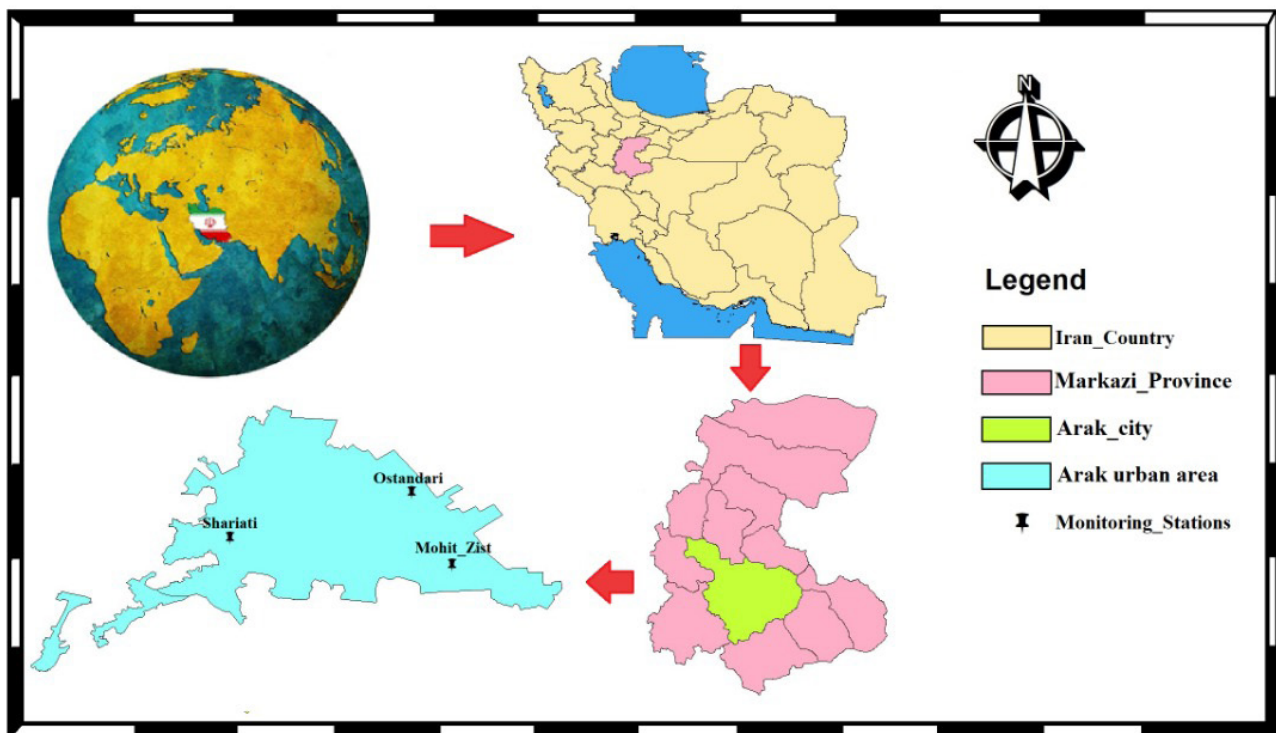 N
Legend
Iran_Country
Markazi_Province
Arak_city
Arak urban area
Monitoring_Stations
Ostandari
Shariati
Mohit_Zist